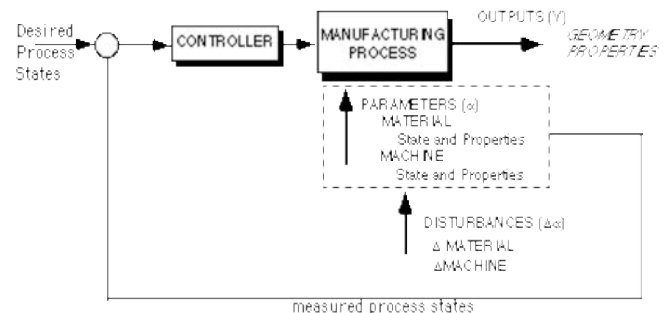 Desired
Process
States
CONTROLLER
MANUFACTURING
PROCESS
OUTPUTS (Y)
GEOMETRY
PROPERTIES
PARAMETERS (α)
MATERIAL
State and Properties
MACHINE
State and Properties
DISTURBANCES (Δα)
Δ MATERIAL
ΔMACHINE
measured process states